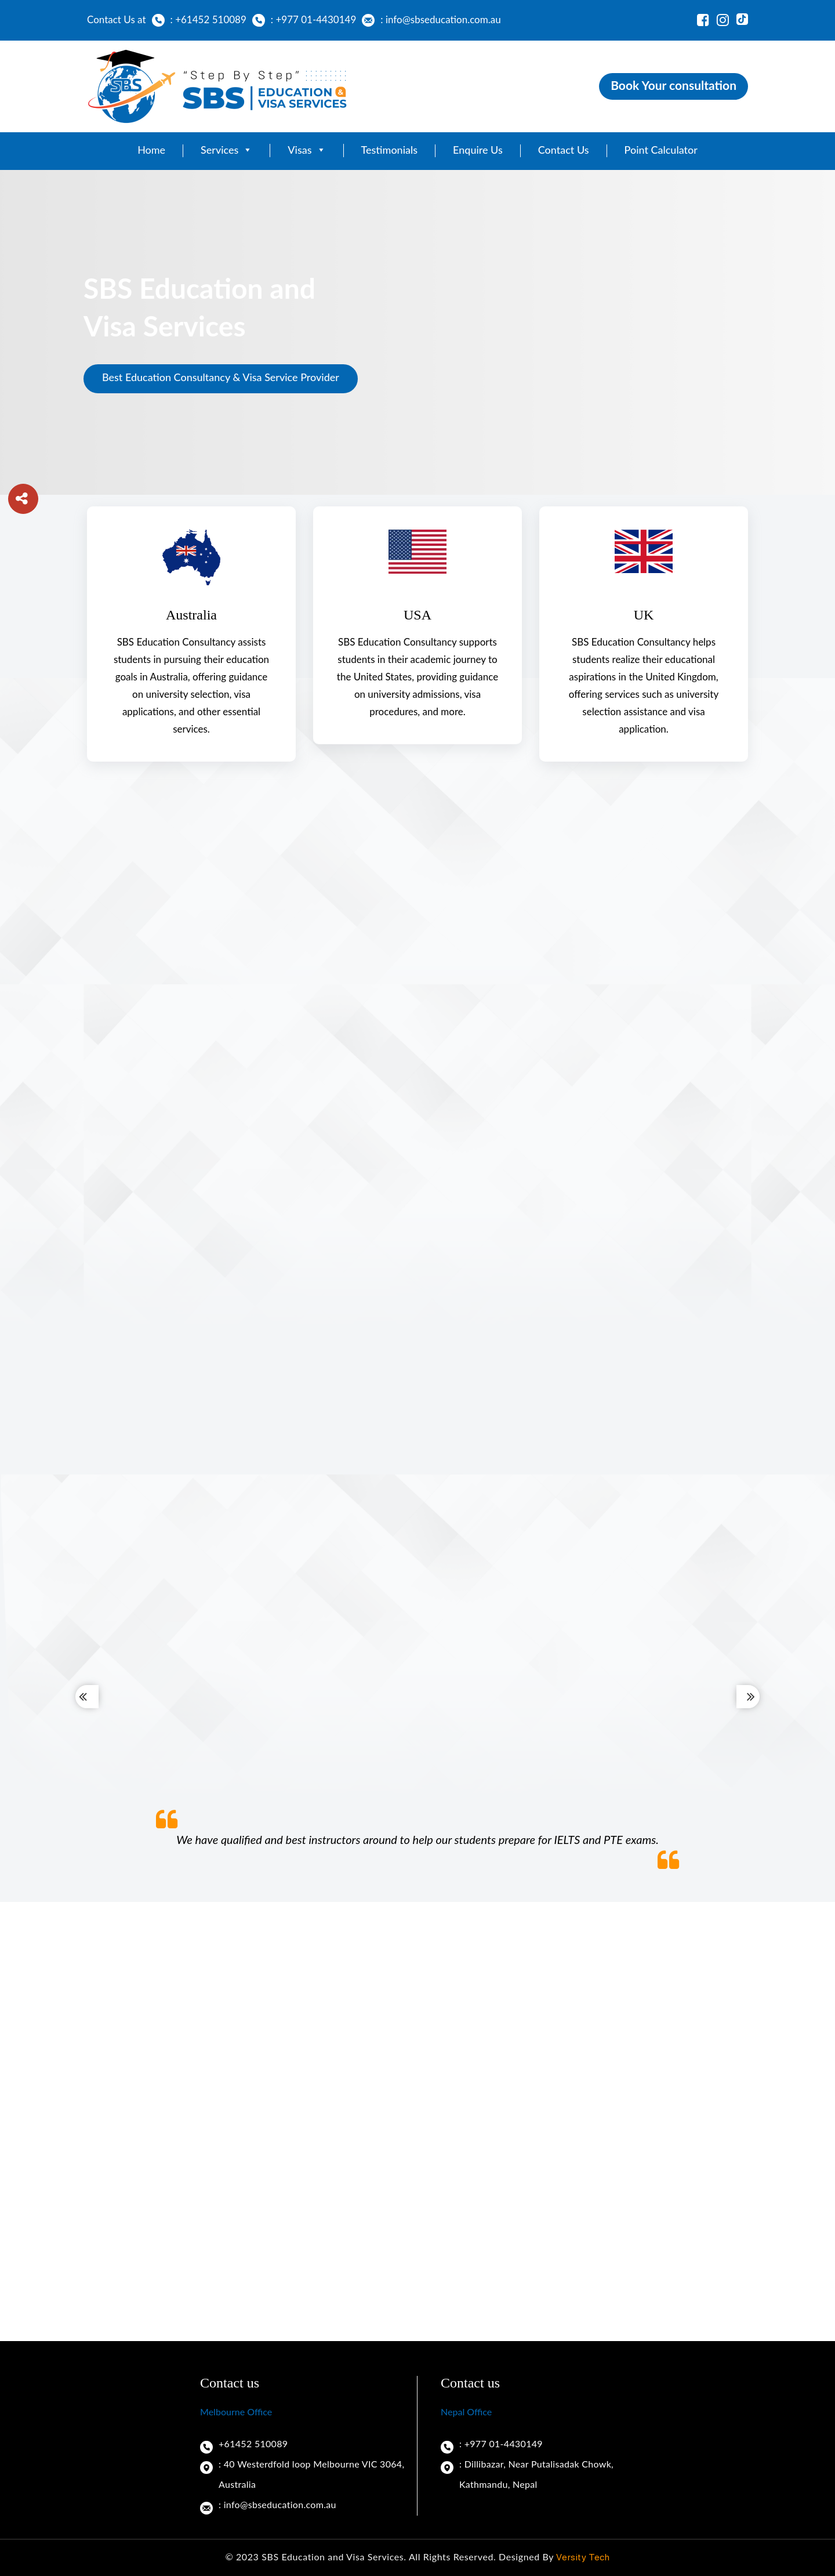 Contact Us at : +61452 510089 : +977 01-4430149 : info@sbseducation.com.au
SBS
"Step By Step"
SBS EDUCATION &
VISA SERVICES
Book Your consultation
Home Services Visas Testimonials Enquire Us Contact Us Point Calculator
SBS Education and
Visa Services
Best Education Consultancy & Visa Service Provider
Australia
SBS Education Consultancy assists
students in pursuing their education
goals in Australia, offering guidance
on university selection, visa
applications, and other essential
services.
USA
SBS Education Consultancy supports
students in their academic journey to
the United States, providing guidance
on university admissions, visa
procedures, and more.
UK
SBS Education Consultancy helps
students realize their educational
aspirations in the United Kingdom,
offering services such as university
selection assistance and visa
application.
We have qualified and best instructors around to help our students prepare for IELTS and PTE exams.
Contact us
Melbourne Office
+61452 510089
: 40 Westerdfold loop Melbourne VIC 3064,
Australia
: info@sbseducation.com.au
Contact us
Nepal Office
: +977 01-4430149
: Dillibazar, Near Putalisadak Chowk,
Kathmandu, Nepal
© 2023 SBS Education and Visa Services. All Rights Reserved. Designed By Versity Tech